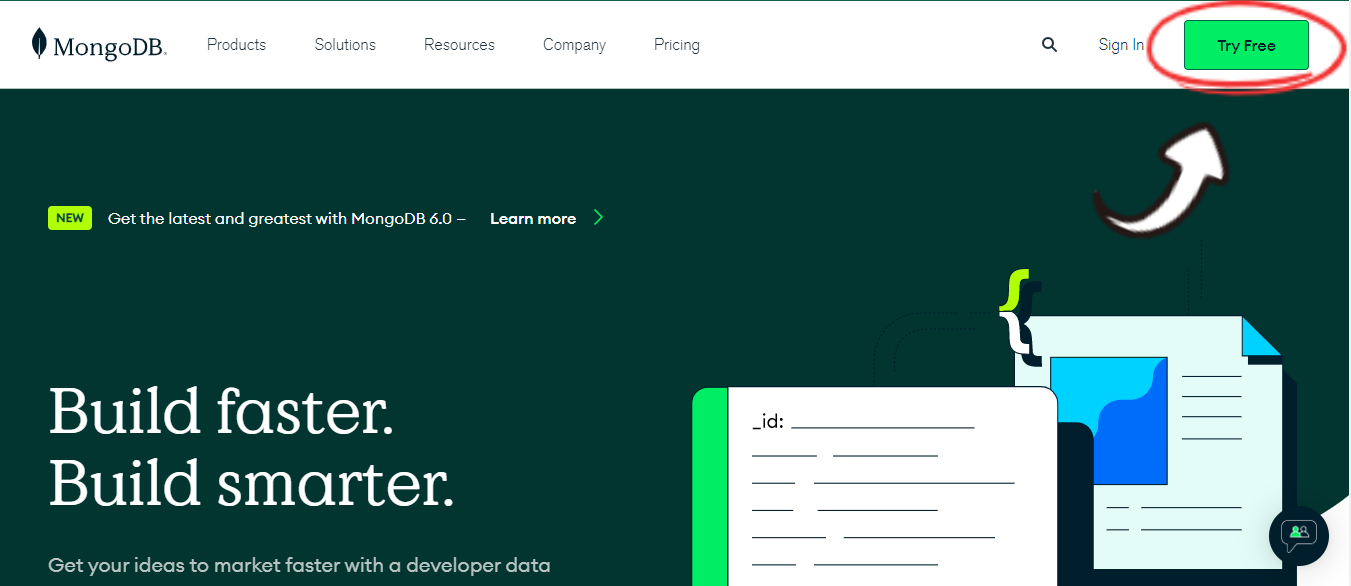 MongoDB.
Products
Solutions
Resources
Company
Pricing
Sign In
Try Free
NEW
Get the latest and greatest with MongoDB 6.0 –
Learn more
{
Build faster.
Build smarter.
_id:
Get your ideas to market faster with a developer data